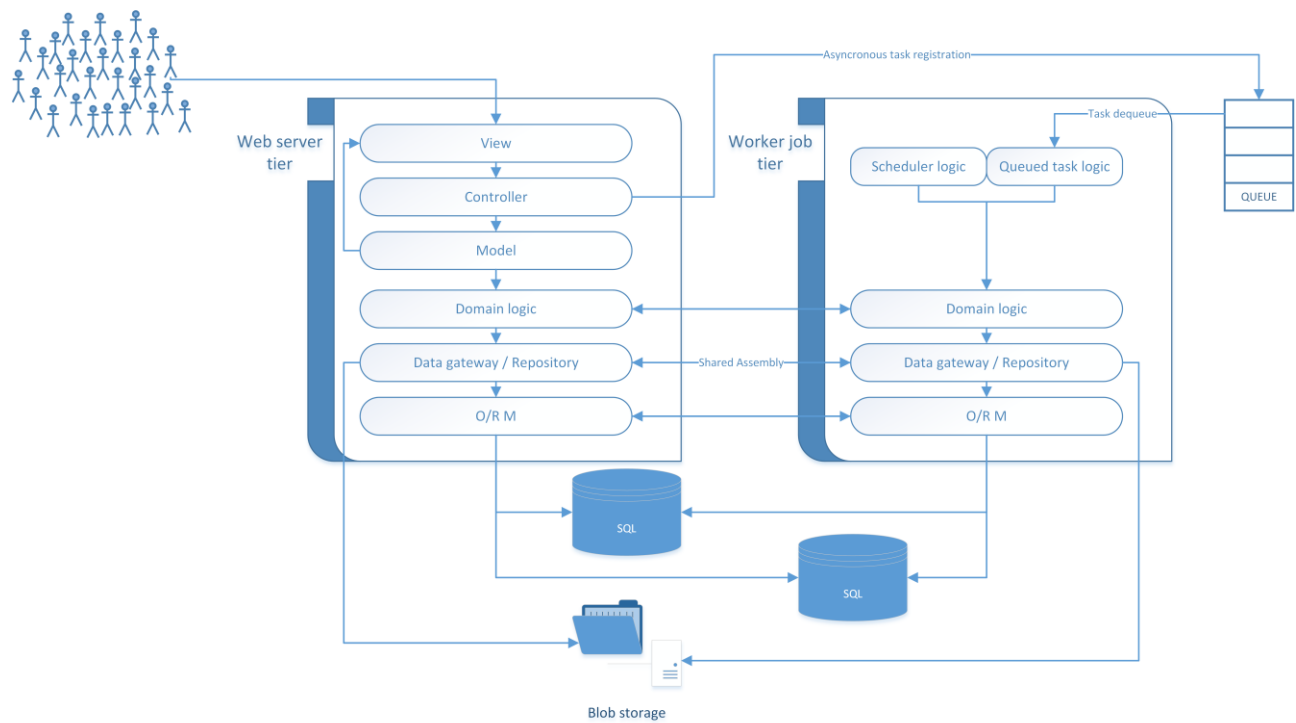 Asyncronous task registration
Task dequeue
Web server
tier
View
Worker job
tier
Scheduler logic
Queued task logic
Controller
QUEUE
Model
Domain logic
Domain logic
Data gateway / Repository
Shared Assembly
Data gateway / Repository
O/R M
O/R M
SQL
SQL
Blob storage